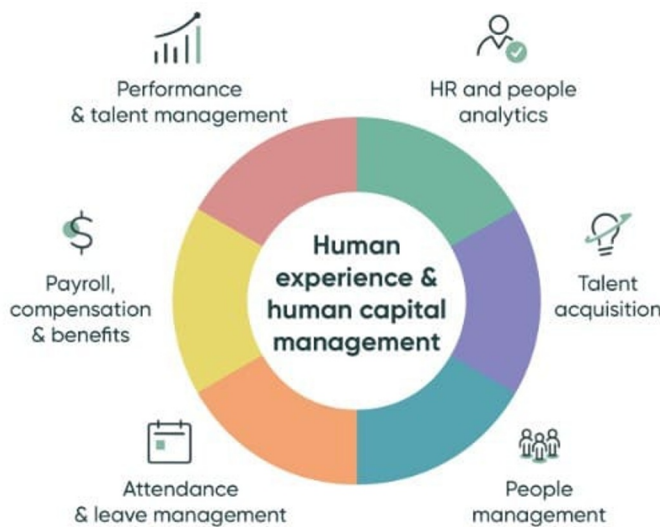 Performance
& talent management
HR and people
analytics
Human
experience &
human capital
management
Payroll,
compensation
& benefits
Talent
acquisition
Attendance
& leave management
People
management